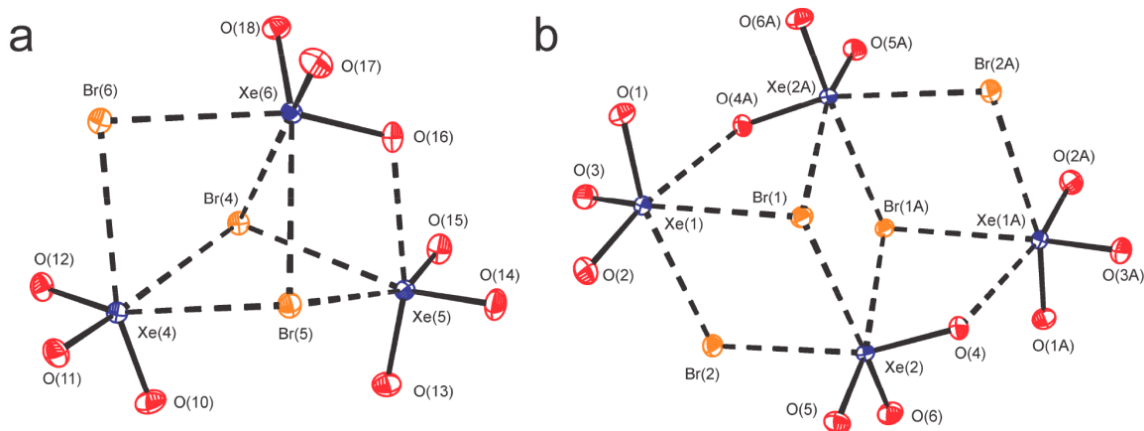 a
O(18)
O(17)
Br(6)
Xe(6)
O(16)
Br(4)
O(15)
O(12)
O(14)
Xe(4)
Br(5)
Xe(5)
O(11)
O(10)
O(13)
b
O(6A)
O(5A)
Br(2A)
Xe(2A)
O(1)
O(4A)
O(2A)
O(3)
Br(1)
Br(1A)
Xe(1A)
Xe(1)
O(3A)
O(2)
O(1A)
Br(2)
Xe(2)
O(4)
O(5)
O(6)